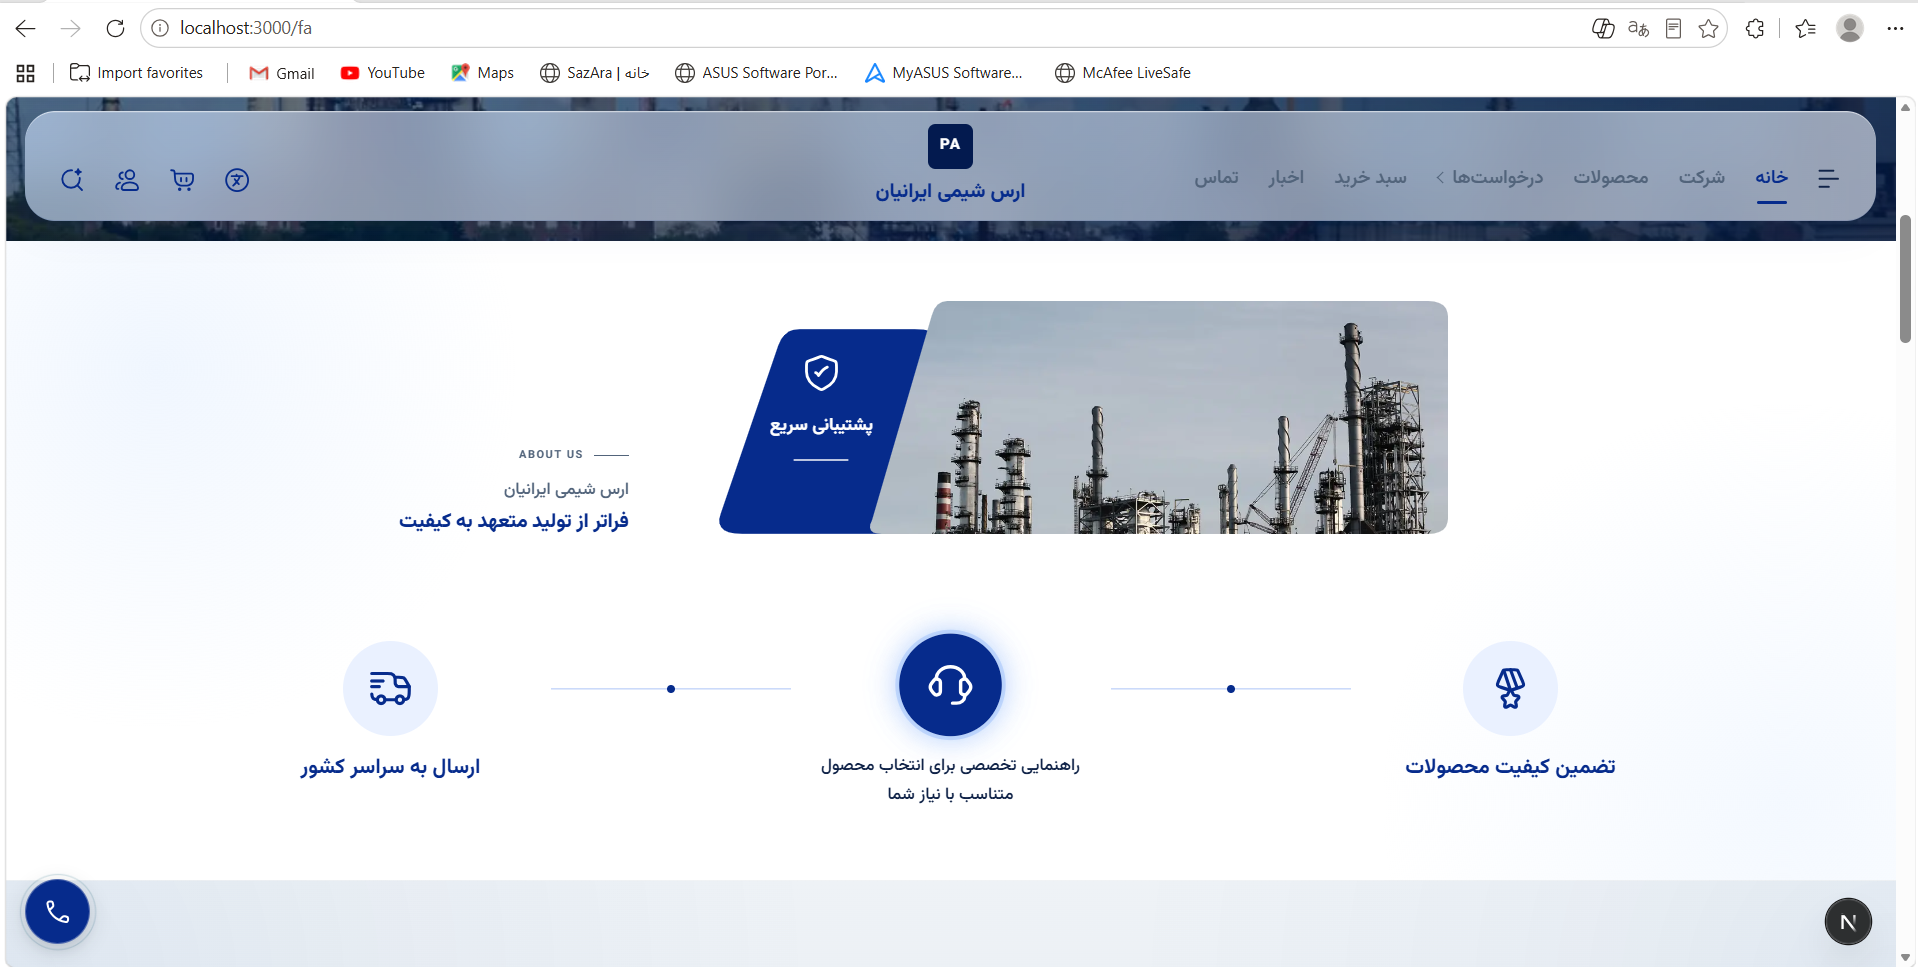 localhost:3000/fa
Import favorites
Gmail
YouTube
Maps
SazAra | خانه
ASUS Software Por...
MyASUS Software...
McAfee LiveSafe
PA
ارس شیمی ایرانیان
خانه
شرکت
محصولات
درخواست‌ها
سبد خرید
اخبار
تماس
پشتیبانی سریع
ABOUT US
ارس شیمی ایرانیان
فراتر از تولید متعهد به کیفیت
تضمین کیفیت محصولات
راهنمایی تخصصی برای انتخاب محصول
متناسب با نیاز شما
ارسال به سراسر کشور
N